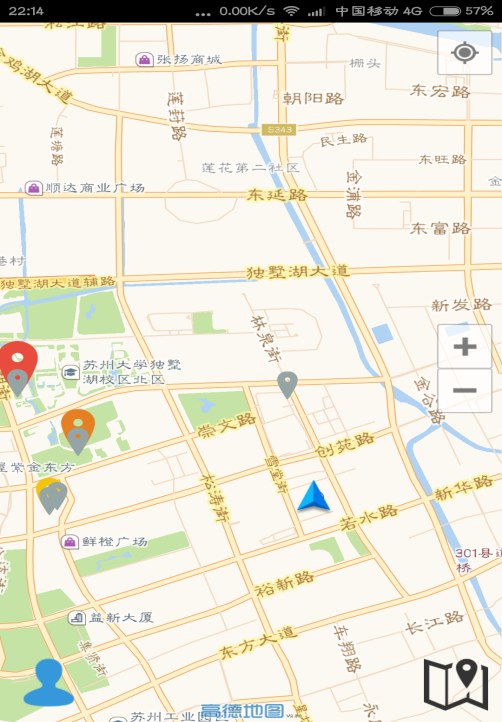 22:14
... 0.00K/s 中国移动 4G 57%
张扬商城
栅头
金鸡湖大道
莲葑路
朝阳路
东宏路
S343
民生路
东旺路
莲花第二社区
金浦路
顺达商业广场
东延路
东富路
巷村
独墅湖大道
独墅湖大道辅路
新发路
林泉街
苏州大学独墅
湖校区北区
金谷路
崇文路
创苑路
紫金东方
雪堂街
松涛街
新华路
若水路
鲜橙广场
301县道
桥
裕新路
益新大厦
长江路
集贤街
东方大道
车翔路
苏州工业园区
高德地图